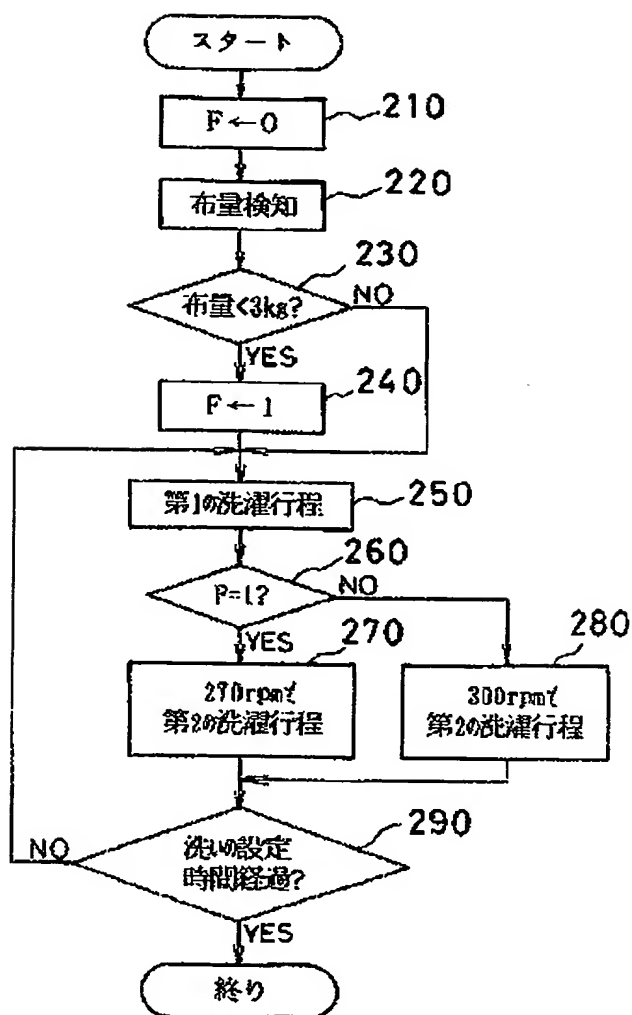 スタート
F←0
210
布量検知
220
布量<3kg?
230
NO
YES
F←1
240
第1の洗濯行程
250
F=1?
260
NO
YES
270rpmで
第2の洗濯行程
270
300rpmで
第2の洗濯行程
280
洗いの設定
時間経過?
290
NO
YES
終り